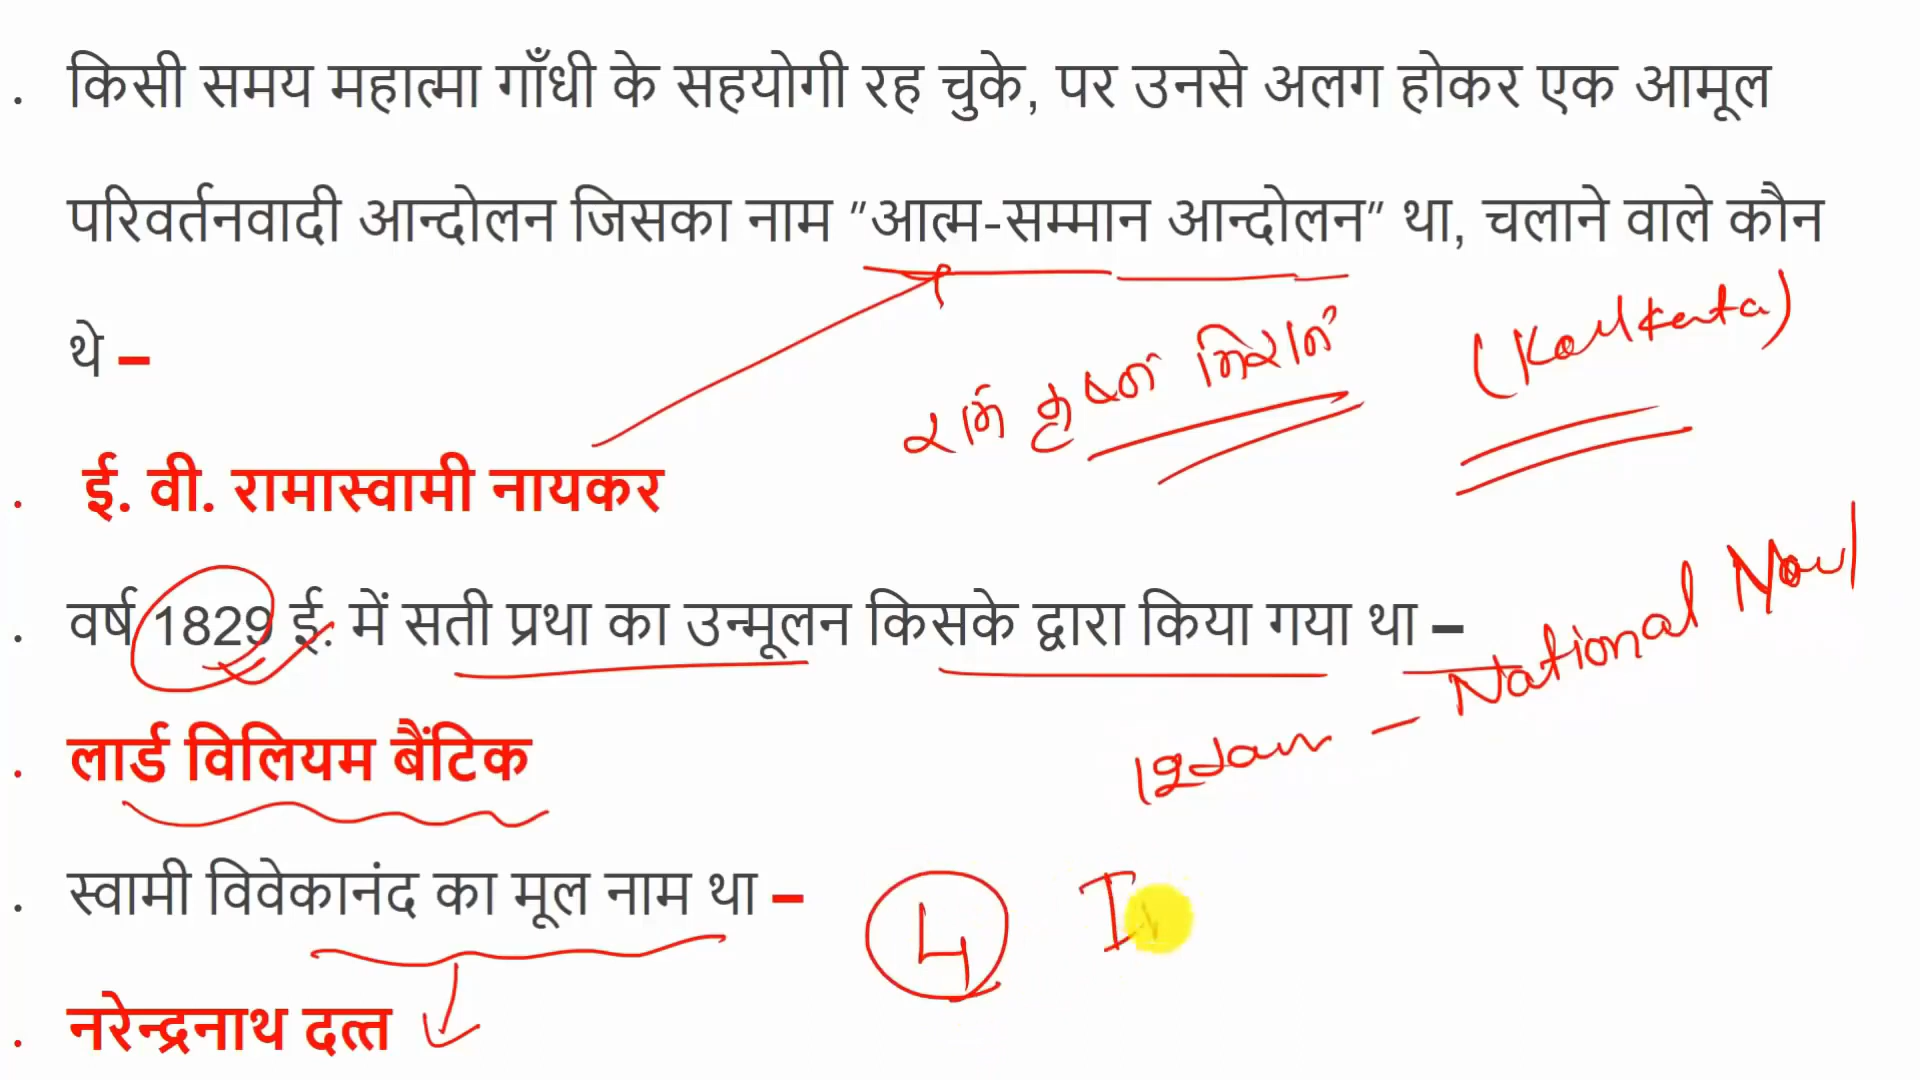 . किसी समय महात्मा गाँधी के सहयोगी रह चुके, पर उनसे अलग होकर एक आमूल
परिवर्तनवादी आन्दोलन जिसका नाम "आत्म-सम्मान आन्दोलन" था, चलाने वाले कौन
थे –
राम कृष्ण मिशन (Kolkata)
. ई. वी. रामास्वामी नायकर
. वर्ष 1829 ई. में सती प्रथा का उन्मूलन किसके द्वारा किया गया था –
12 Jan – National
. लार्ड विलियम बैंटिक
. स्वामी विवेकानंद का मूल नाम था –
4
. नरेन्द्रनाथ दत्त